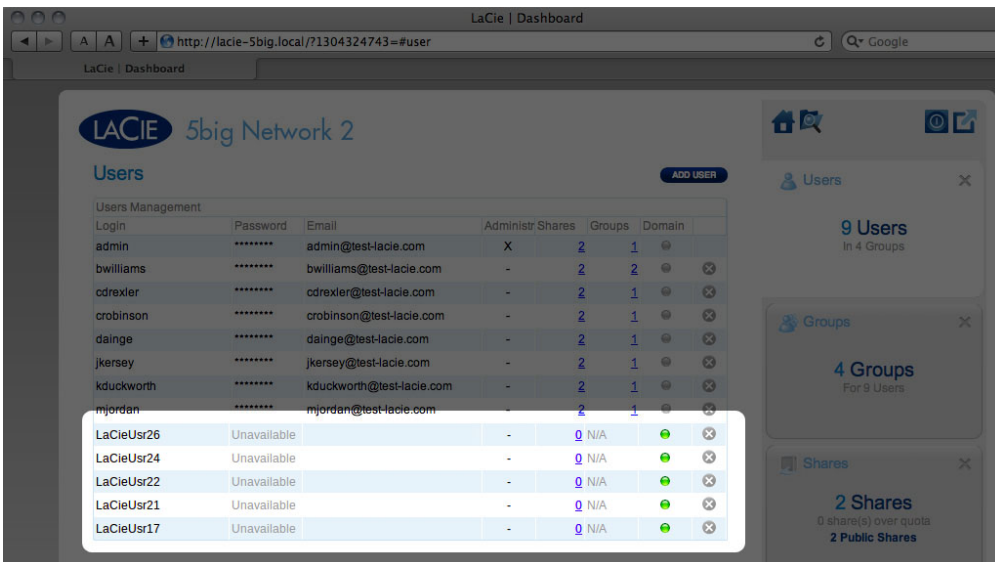 LaCie | Dashboard
A A + http://lacie-5big.local/?1304324743=#user Google
LaCie | Dashboard
LACIE 5big Network 2
Users ADD USER
Users Management
Login Password Email Administr Shares Groups Domain
admin ******** admin@test-lacie.com X 2 1
bwilliams ******** bwilliams@test-lacie.com - 2 2
cdrexler ******** cdrexler@test-lacie.com - 2 1
crobinson ******** crobinson@test-lacie.com - 2 1
dainge ******** dainge@test-lacie.com - 2 1
jkersey ******** jkersey@test-lacie.com - 2 1
kduckworth ******** kduckworth@test-lacie.com - 2 1
mjordan ******** mjordan@test-lacie.com - 2 1
LaCieUsr26 Unavailable - 0 N/A
LaCieUsr24 Unavailable - 0 N/A
LaCieUsr22 Unavailable - 0 N/A
LaCieUsr21 Unavailable - 0 N/A
LaCieUsr17 Unavailable - 0 N/A
Users
9 Users
In 4 Groups
Groups
4 Groups
For 9 Users
Shares
2 Shares
0 share(s) over quota
2 Public Shares